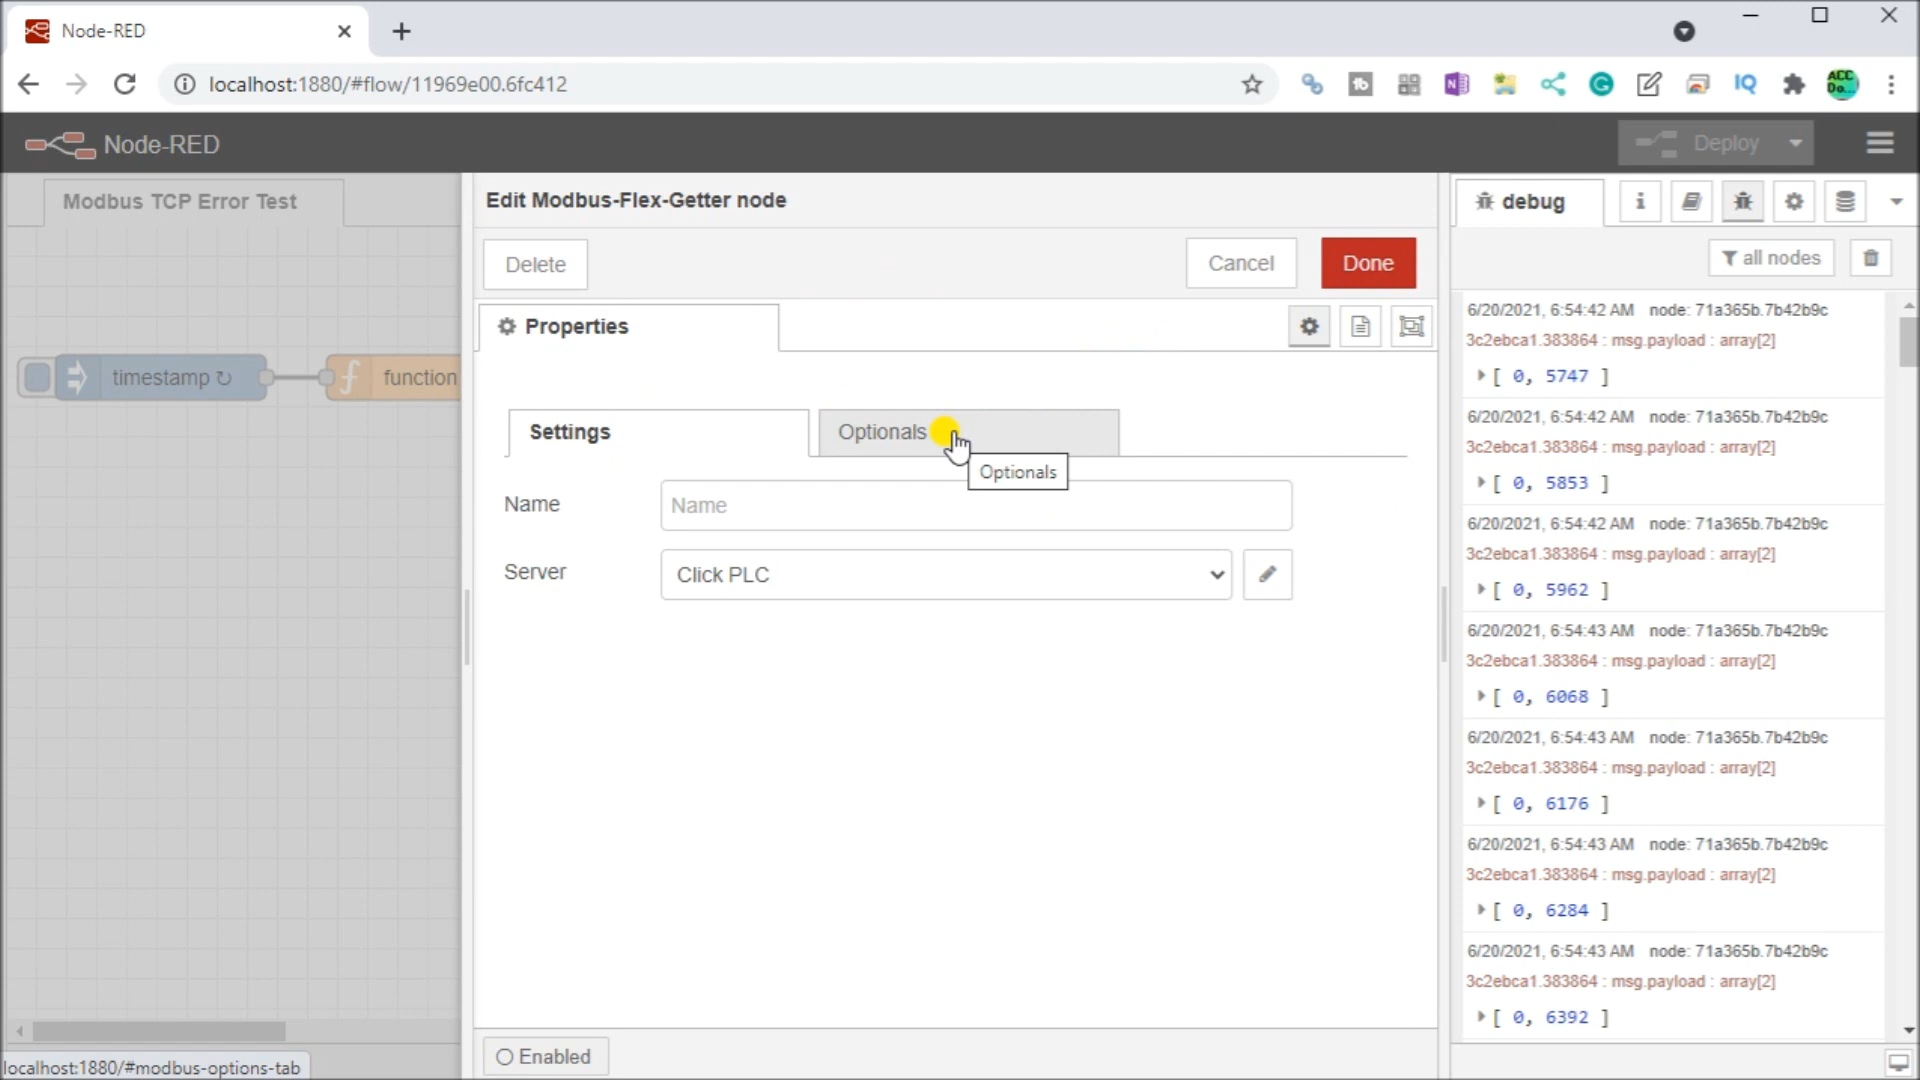 Node-RED
localhost:1880/#flow/11969e00.6fc412
ACC
Do...
Node-RED
Deploy
Modbus TCP Error Test
timestamp ↻
function
Edit Modbus-Flex-Getter node
Delete
Cancel
Done
Properties
Settings
Optionals
Optionals
Name
Name
Server
Click PLC
Enabled
localhost:1880/#modbus-options-tab
debug
all nodes
6/20/2021, 6:54:42 AM node: 71a365b.7b42b9c
3c2ebca1.383864 : msg.payload : array[2]
[ 0, 5747 ]
6/20/2021, 6:54:42 AM node: 71a365b.7b42b9c
3c2ebca1.383864 : msg.payload : array[2]
[ 0, 5853 ]
6/20/2021, 6:54:42 AM node: 71a365b.7b42b9c
3c2ebca1.383864 : msg.payload : array[2]
[ 0, 5962 ]
6/20/2021, 6:54:43 AM node: 71a365b.7b42b9c
3c2ebca1.383864 : msg.payload : array[2]
[ 0, 6068 ]
6/20/2021, 6:54:43 AM node: 71a365b.7b42b9c
3c2ebca1.383864 : msg.payload : array[2]
[ 0, 6176 ]
6/20/2021, 6:54:43 AM node: 71a365b.7b42b9c
3c2ebca1.383864 : msg.payload : array[2]
[ 0, 6284 ]
6/20/2021, 6:54:43 AM node: 71a365b.7b42b9c
3c2ebca1.383864 : msg.payload : array[2]
[ 0, 6392 ]